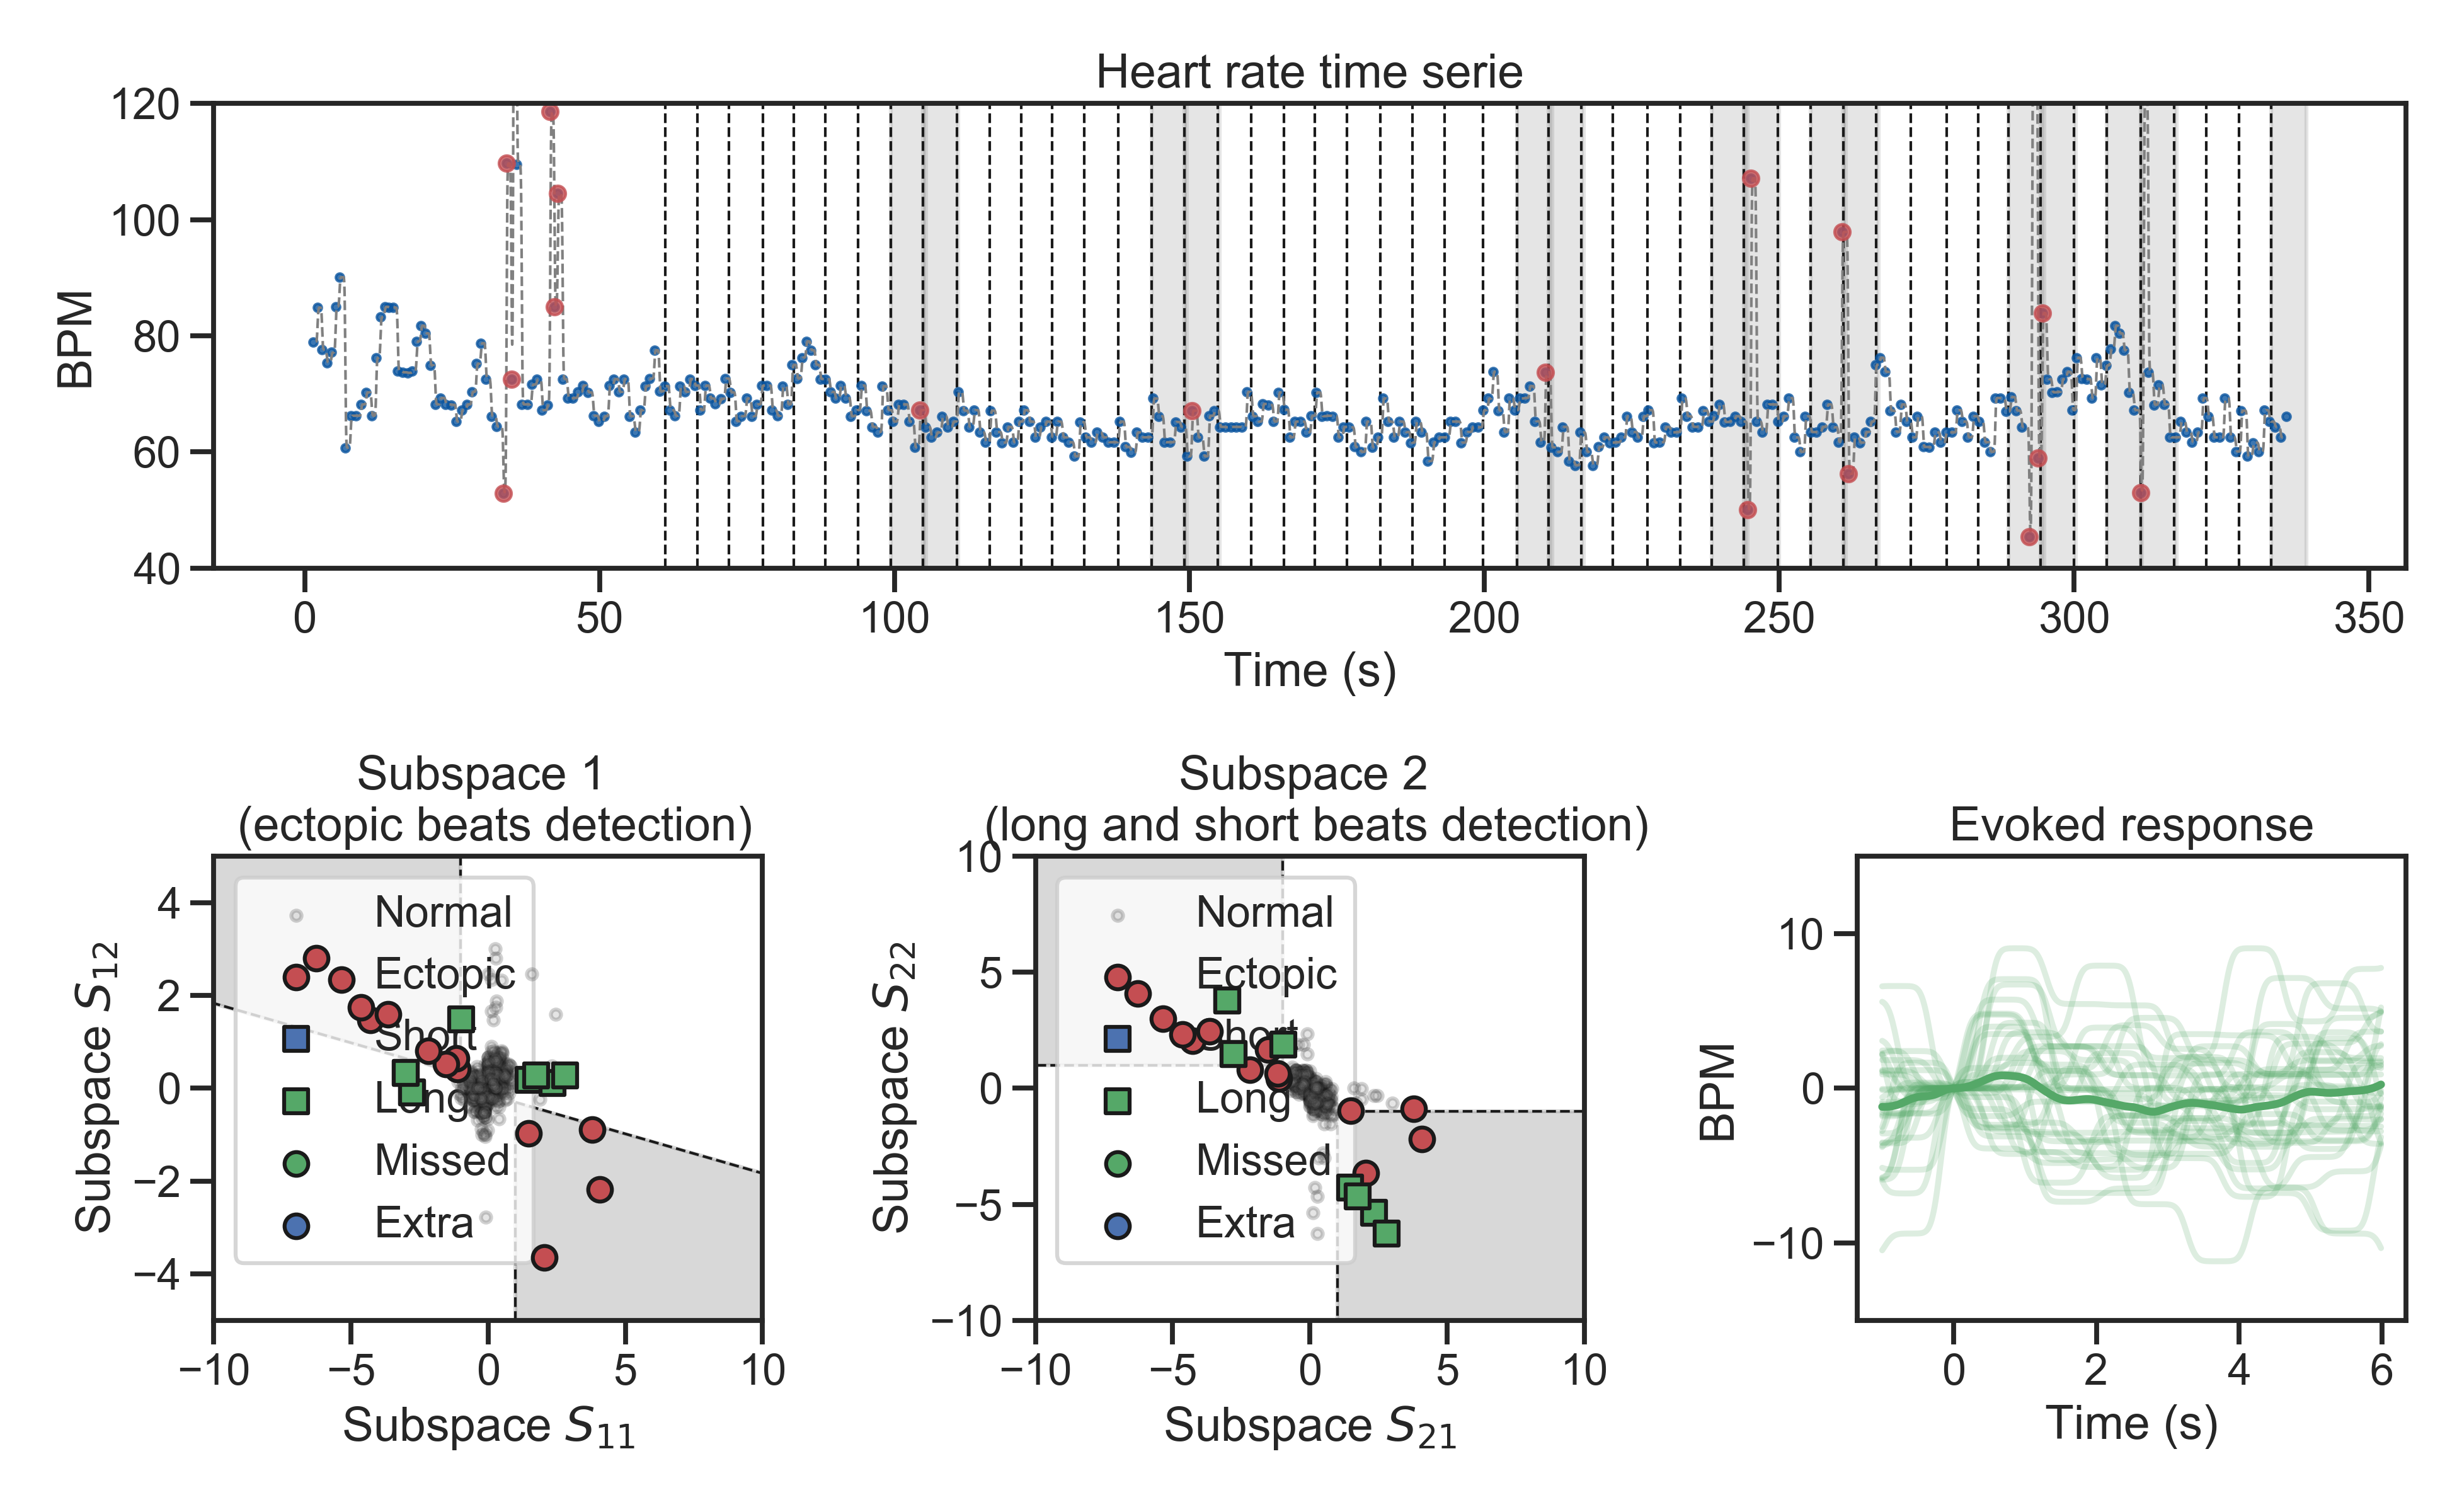 Heart rate time serie
120
100
80
60
40
BPM
0 50 100 150 200 250 300 350
Time (s)
Subspace 1
(ectopic beats detection)
4
2
0
−2
−4
Subspace S12
Normal
Ectopic
Short
Long
Missed
Extra
−10 −5 0 5 10
Subspace S11
Subspace 2
(long and short beats detection)
10
5
0
−5
−10
Subspace S22
Normal
Ectopic
Short
Long
Missed
Extra
−10 −5 0 5 10
Subspace S21
Evoked response
10
0
−10
BPM
0 2 4 6
Time (s)